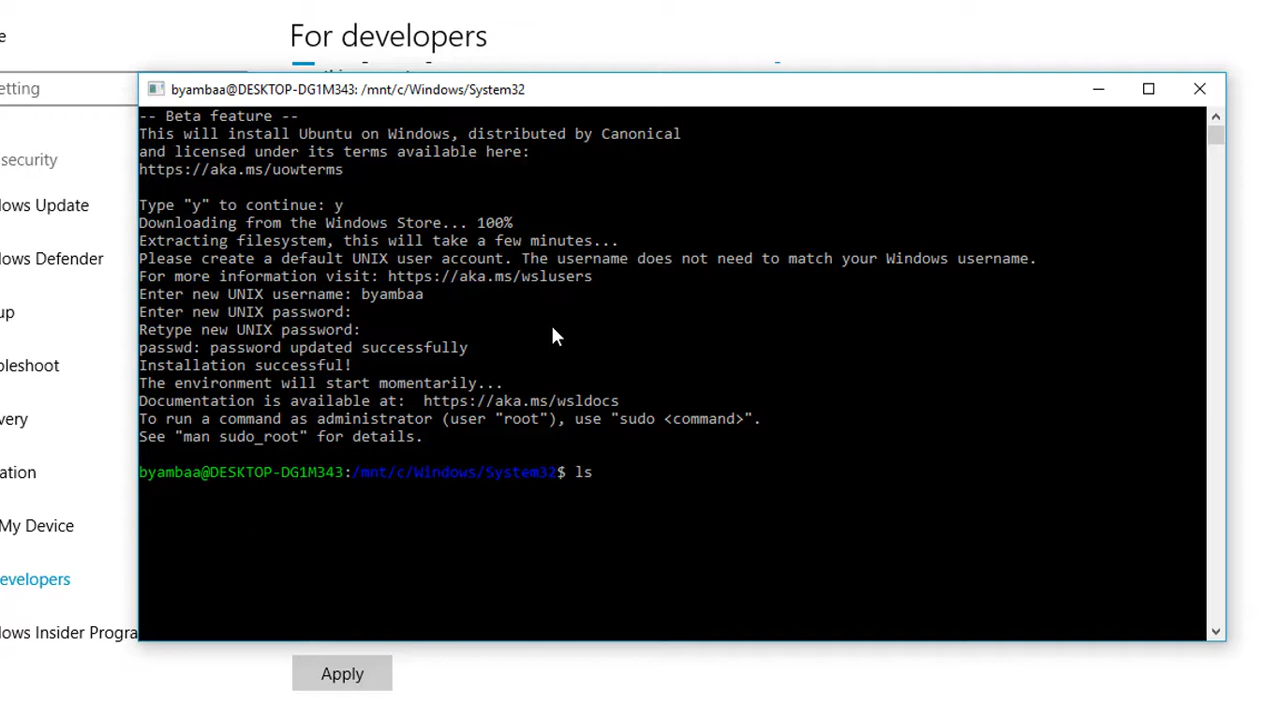 e
For developers
etting
byambaa@DESKTOP-DG1M343: /mnt/c/Windows/System32
-- Beta feature --
This will install Ubuntu on Windows, distributed by Canonical
and licensed under its terms available here:
https://aka.ms/uowterms
Type "y" to continue: y
Downloading from the Windows Store... 100%
Extracting filesystem, this will take a few minutes...
Please create a default UNIX user account. The username does not need to match your Windows username.
For more information visit: https://aka.ms/wslusers
Enter new UNIX username: byambaa
Enter new UNIX password:
Retype new UNIX password:
passwd: password updated successfully
Installation successful!
The environment will start momentarily...
Documentation is available at:  https://aka.ms/wsldocs
To run a command as administrator (user "root"), use "sudo <command>".
See "man sudo_root" for details.
byambaa@DESKTOP-DG1M343:/mnt/c/Windows/System32$ ls
security
lows Update
dows Defender
up
bleshoot
very
ation
My Device
evelopers
lows Insider Progra
Apply